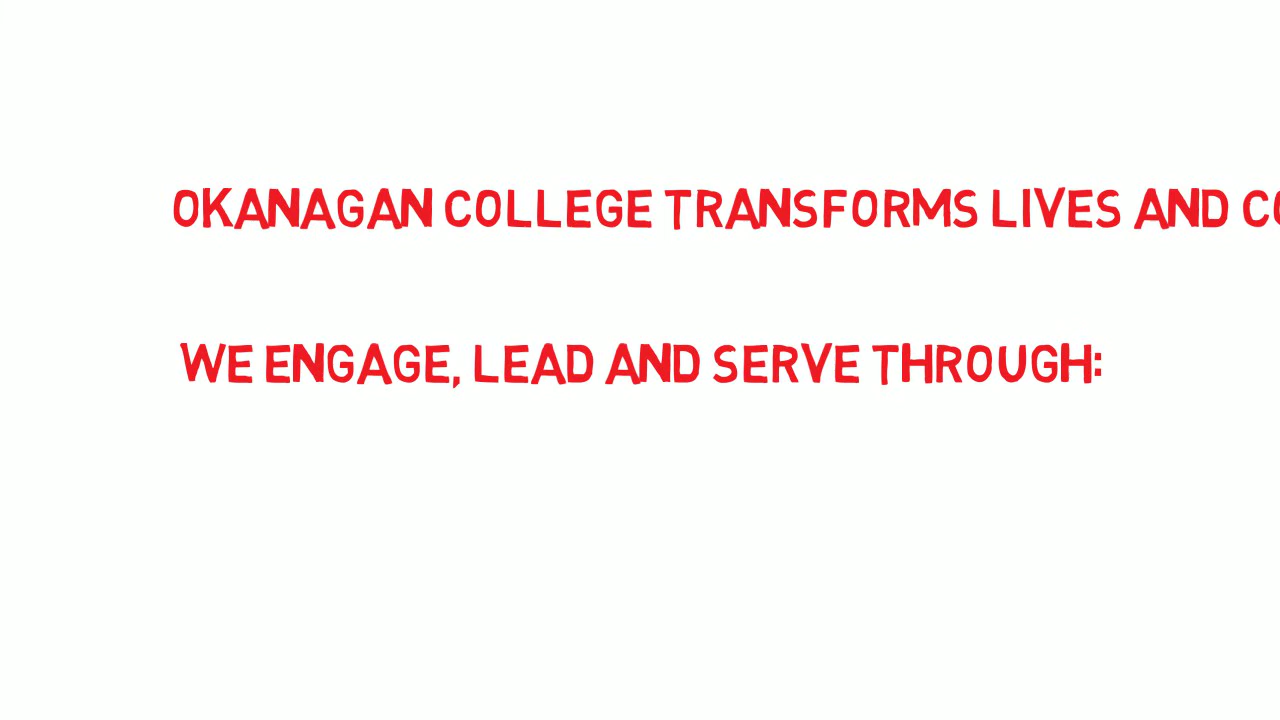 OKANAGAN COLLEGE TRANSFORMS LIVES AND
WE ENGAGE, LEAD AND SERVE THROUGH: